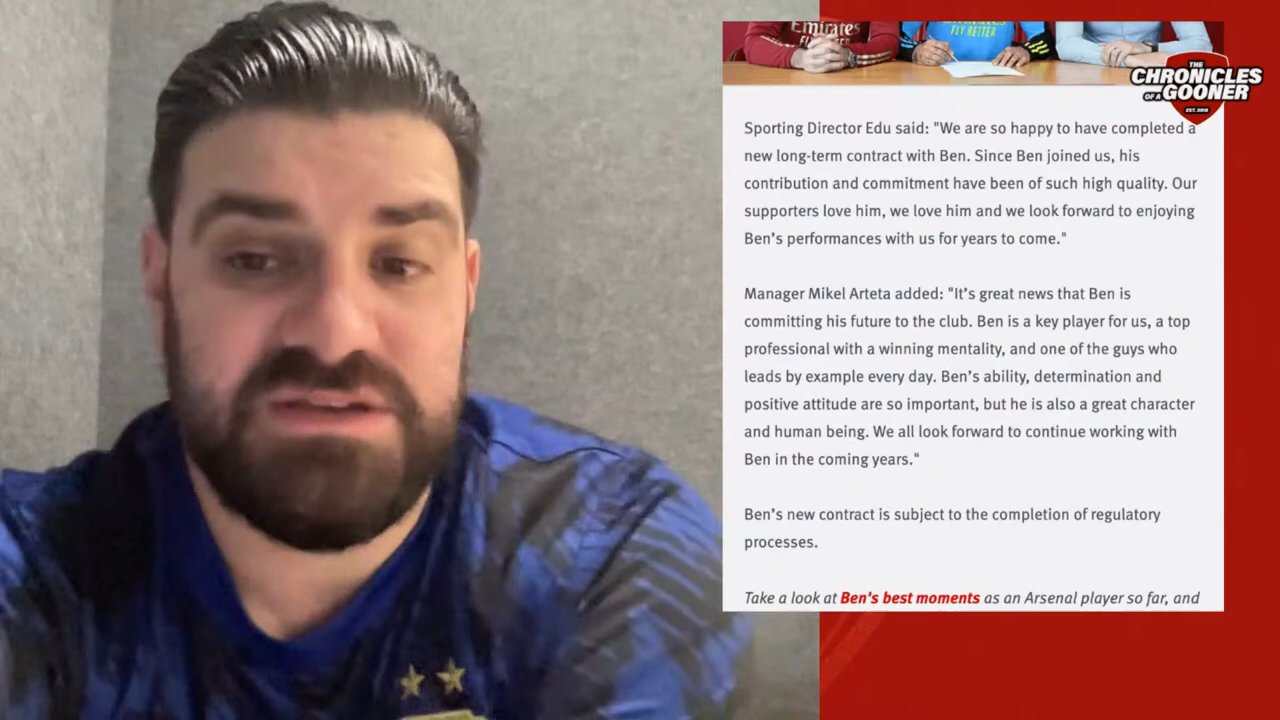 Emirates
FLY BETTER
FLY BETTER
THE
CHRONICLES
OF A GOONER
EST. 2018
Sporting Director Edu said: "We are so happy to have completed a
new long-term contract with Ben. Since Ben joined us, his
contribution and commitment have been of such high quality. Our
supporters love him, we love him and we look forward to enjoying
Ben’s performances with us for years to come."
Manager Mikel Arteta added: "It’s great news that Ben is
committing his future to the club. Ben is a key player for us, a top
professional with a winning mentality, and one of the guys who
leads by example every day. Ben’s ability, determination and
positive attitude are so important, but he is also a great character
and human being. We all look forward to continue working with
Ben in the coming years."
Ben’s new contract is subject to the completion of regulatory
processes.
Take a look at Ben's best moments as an Arsenal player so far, and